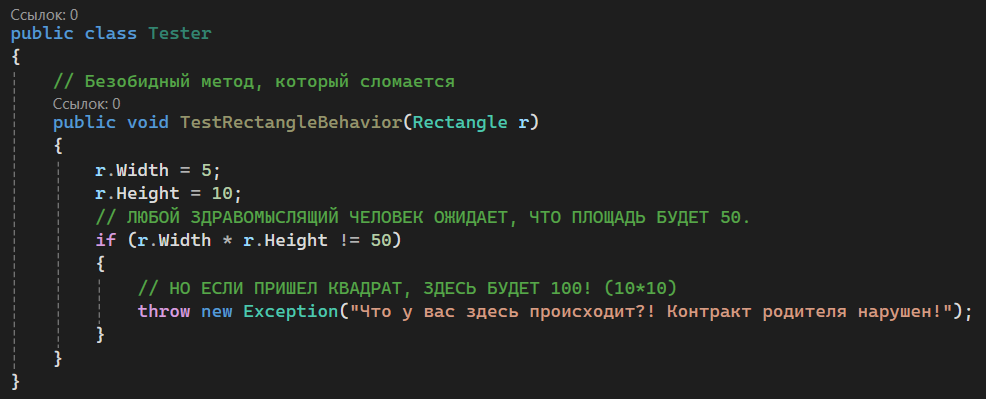 Ссылок: 0
public class Tester
{
// Безобидный метод, который сломается
Ссылок: 0
public void TestRectangleBehavior(Rectangle r)
{
r.Width = 5;
r.Height = 10;
// ЛЮБОЙ ЗДРАВОМЫСЛЯЩИЙ ЧЕЛОВЕК ОЖИДАЕТ, ЧТО ПЛОЩАДЬ БУДЕТ 50.
if (r.Width * r.Height != 50)
{
// НО ЕСЛИ ПРИШЕЛ КВАДРАТ, ЗДЕСЬ БУДЕТ 100! (10*10)
throw new Exception("Что у вас здесь происходит?! Контракт родителя нарушен!");
}
}
}